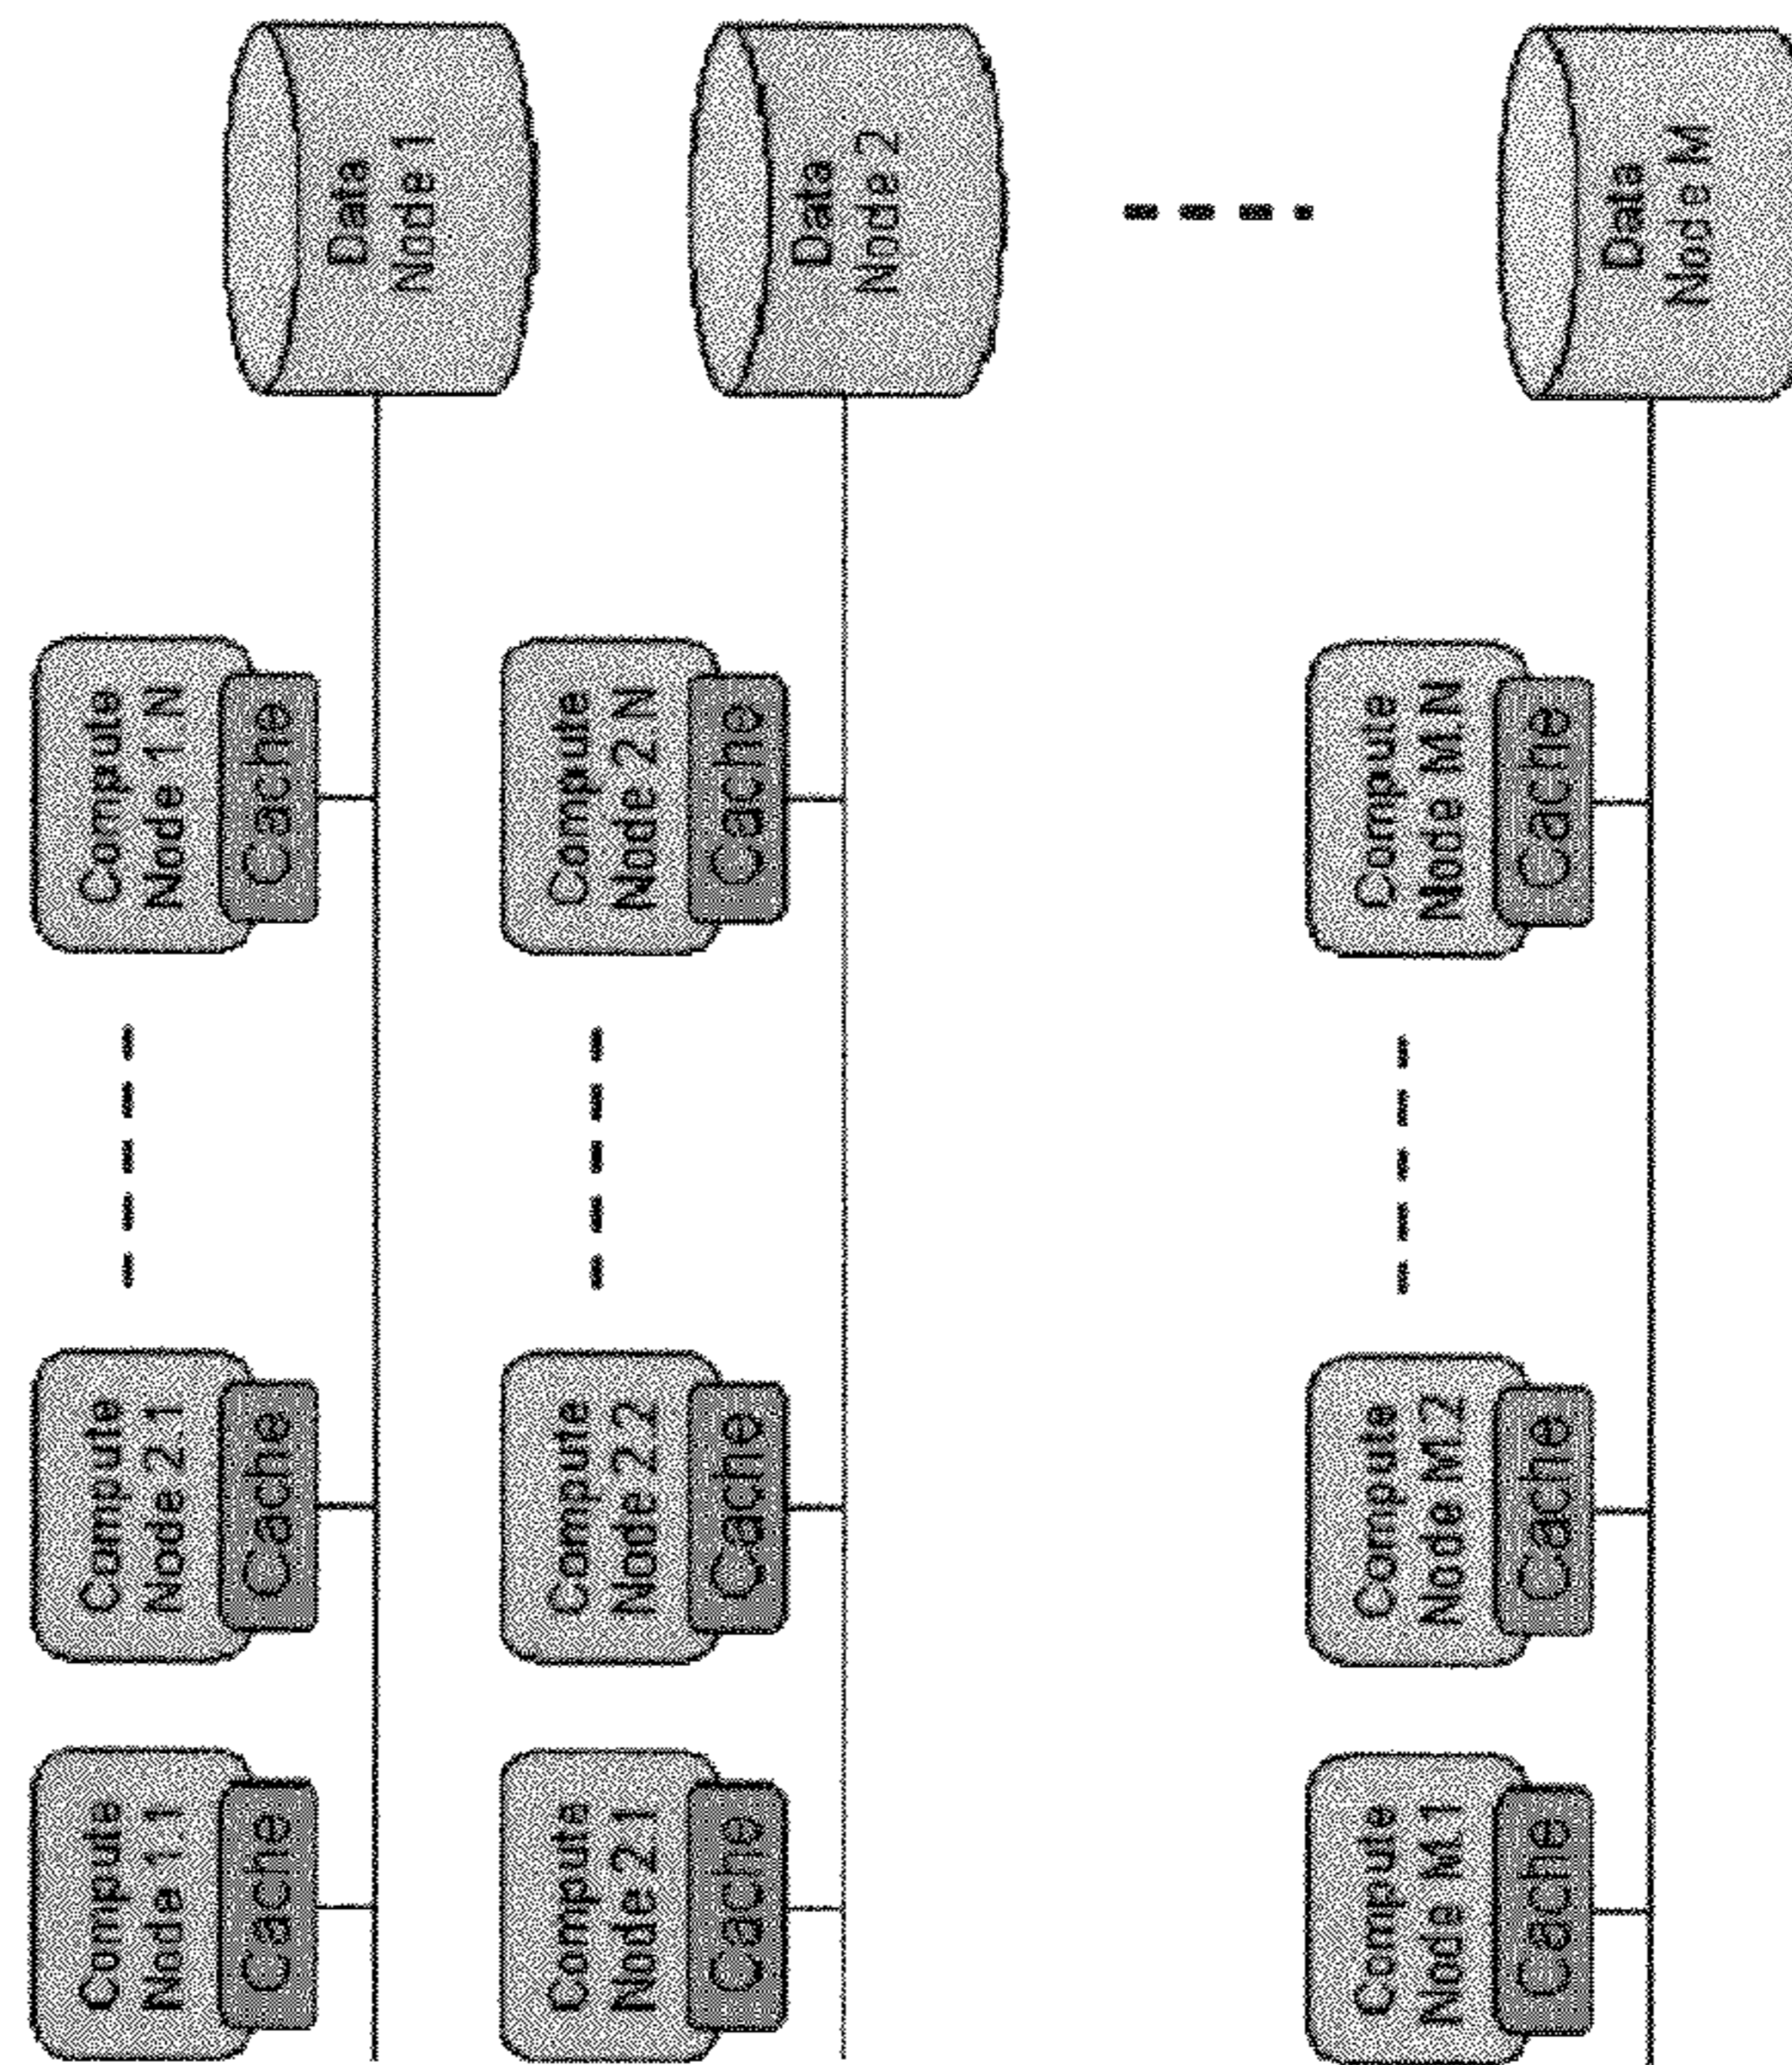 Compute
Node 1.1
Cache
Compute
Node 2.1
Cache
Compute
Node 1.N
Cache
Data
Node 1
Compute
Node 2.1
Cache
Compute
Node 2.2
Cache
Compute
Node 2.N
Cache
Data
Node 2
Compute
Node M.1
Cache
Compute
Node M.2
Cache
Compute
Node M.N
Cache
Data
Node M